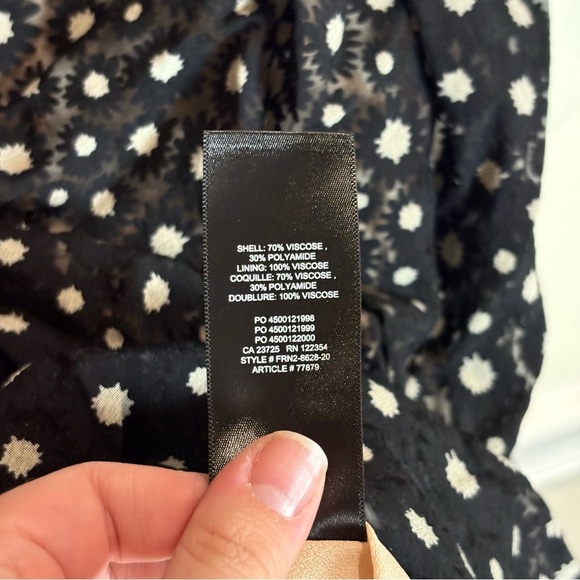 SHELL: 70% VISCOSE ,
30% POLYAMIDE
LINING: 100% VISCOSE
COQUILLE: 70% VISCOSE ,
30% POLYAMIDE
DOUBLURE: 100% VISCOSE
PO 4500121998
PO 4500121999
PO 4500122000
CA 23725 RN 122354
STYLE # FRN2-8628-20
ARTICLE # 77879